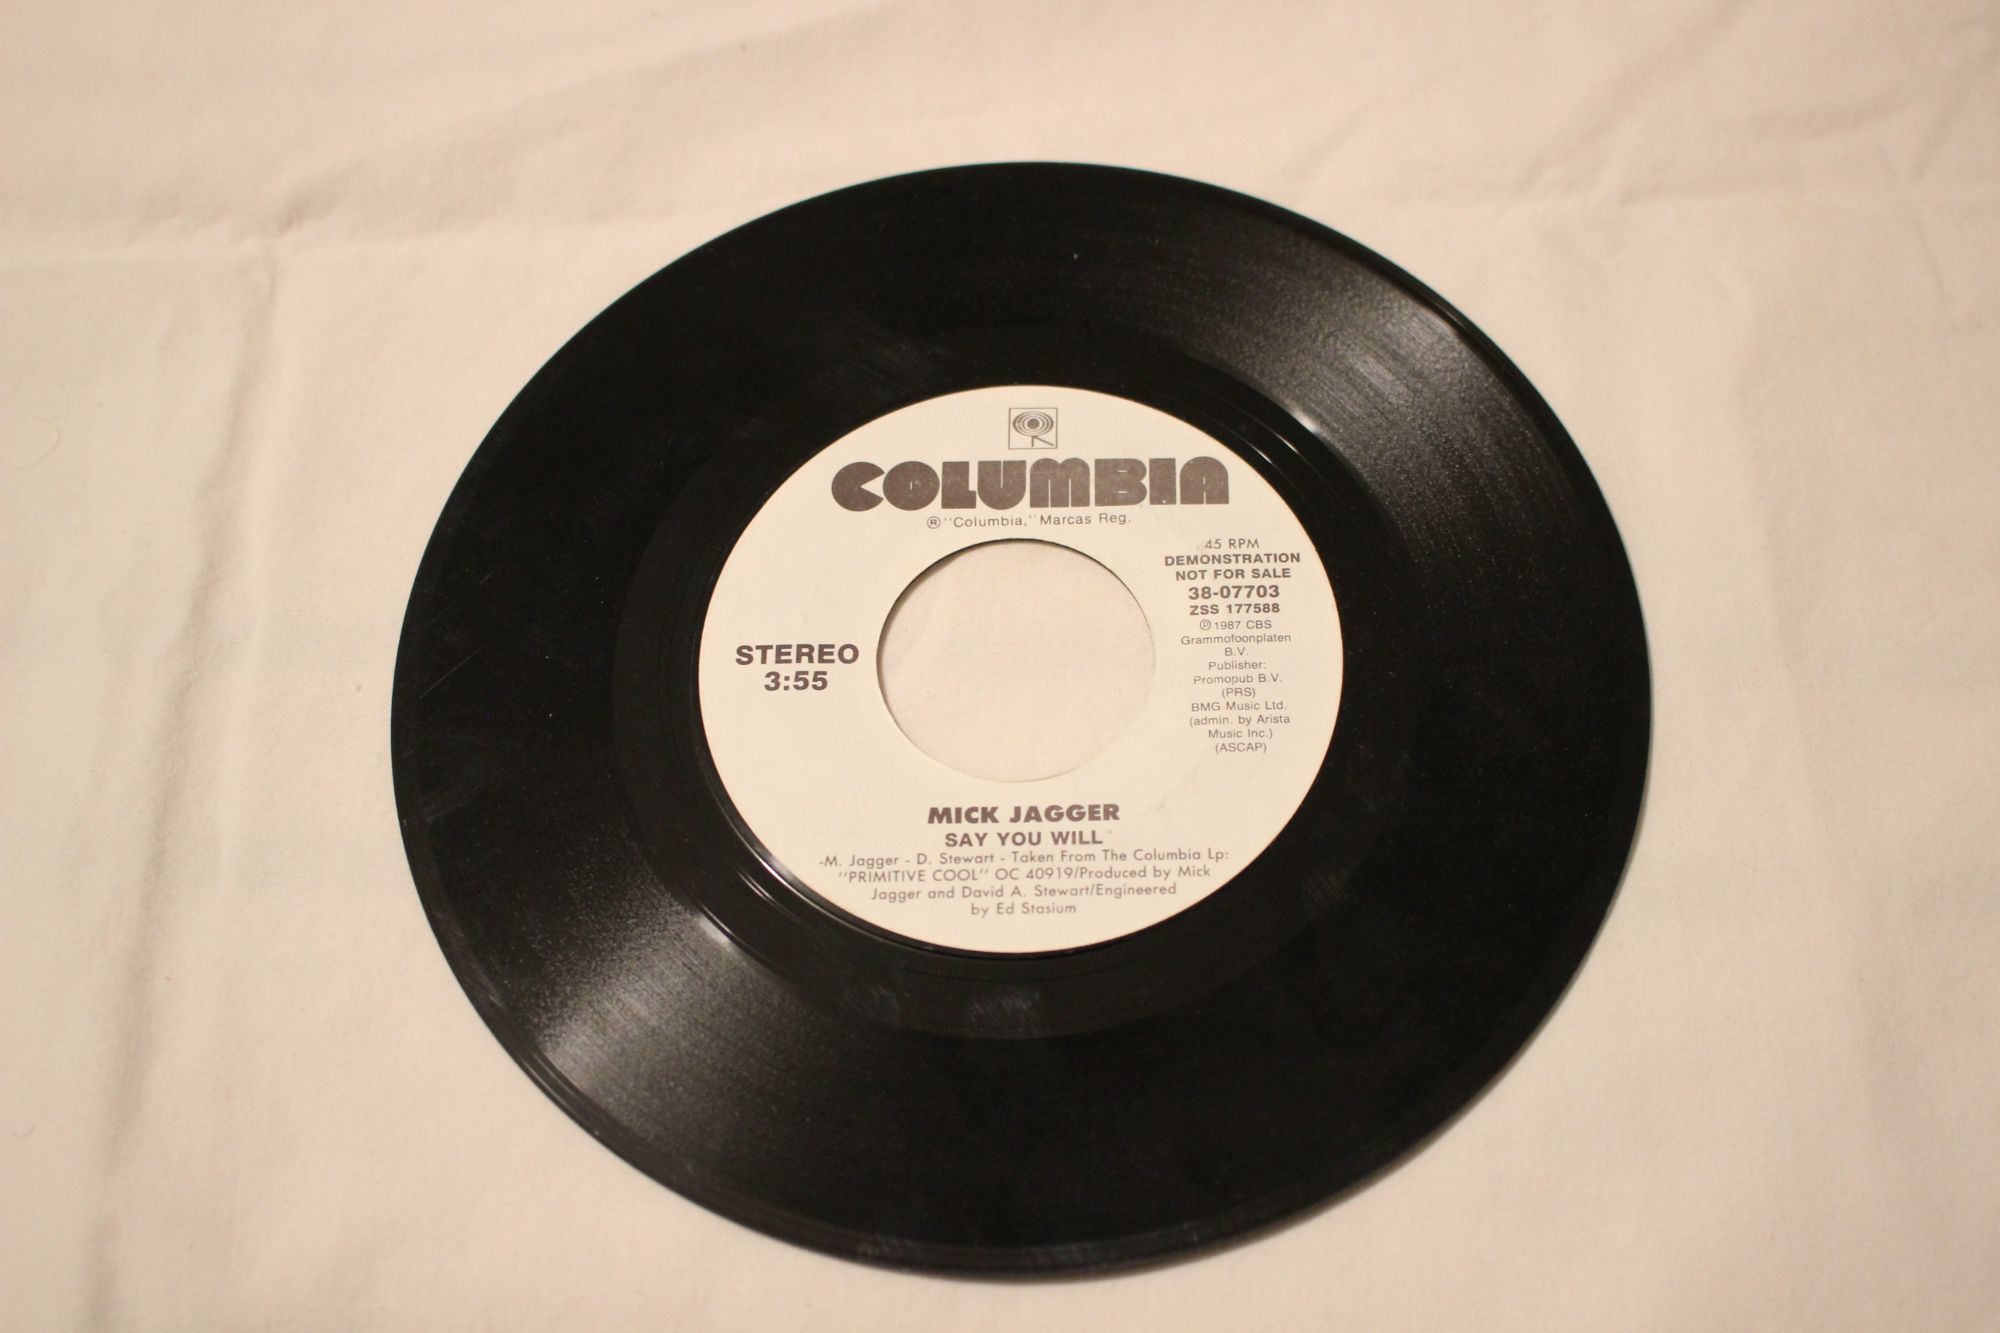 COLUMBIA
® "Columbia," Marcas Reg.
45 RPM
DEMONSTRATION
NOT FOR SALE
38-07703
ZSS 177588
℗ 1987 CBS
Grammofoonplaten
B.V.
Publisher:
Promopub B.V.
(PRS)
BMG Music Ltd.
(admin. by Arista
Music Inc.)
(ASCAP)
STEREO
3:55
MICK JAGGER
SAY YOU WILL
-M. Jagger - D. Stewart - Taken From The Columbia Lp:
"PRIMITIVE COOL" OC 40919/Produced by Mick
Jagger and David A. Stewart/Engineered
by Ed Stasium